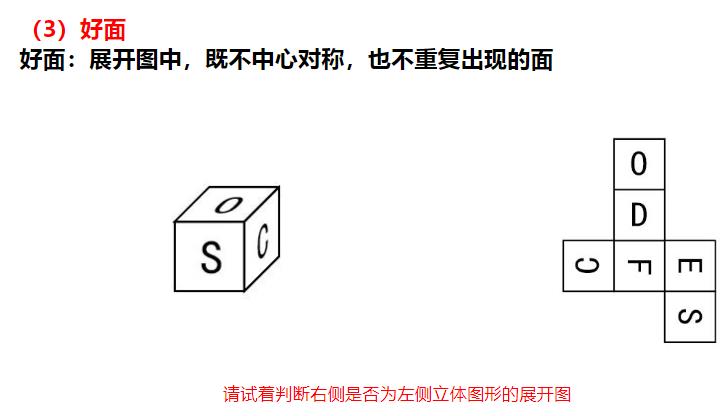 （3）好面
好面：展开图中，既不中心对称，也不重复出现的面
O
S
C
O
D
C
F
E
S
请试着判断右侧是否为左侧立体图形的展开图